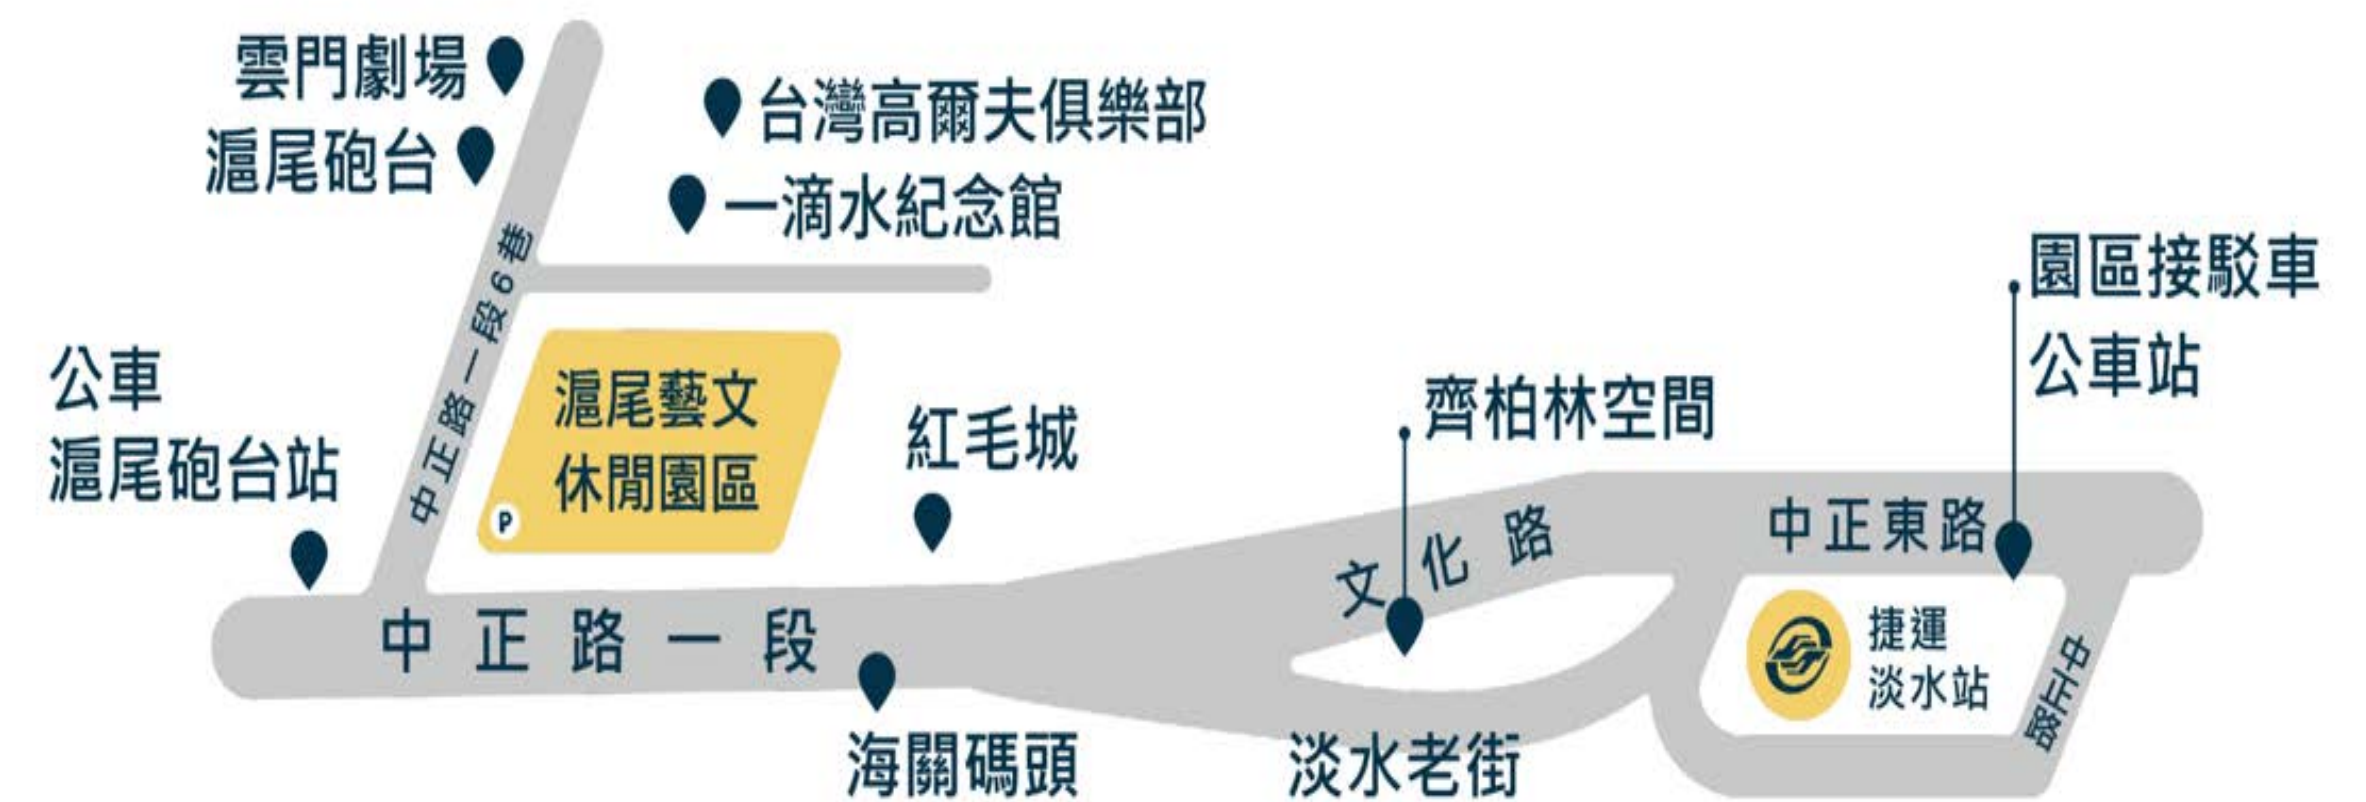 雲門劇場
滬尾砲台
台灣高爾夫俱樂部
一滴水紀念館
中正路一段6巷
園區接駁車
公車站
公車
滬尾砲台站
滬尾藝文
休閒園區
P
紅毛城
齊柏林空間
文化路
中正東路
中正路一段
捷運
淡水站
中正路
海關碼頭
淡水老街